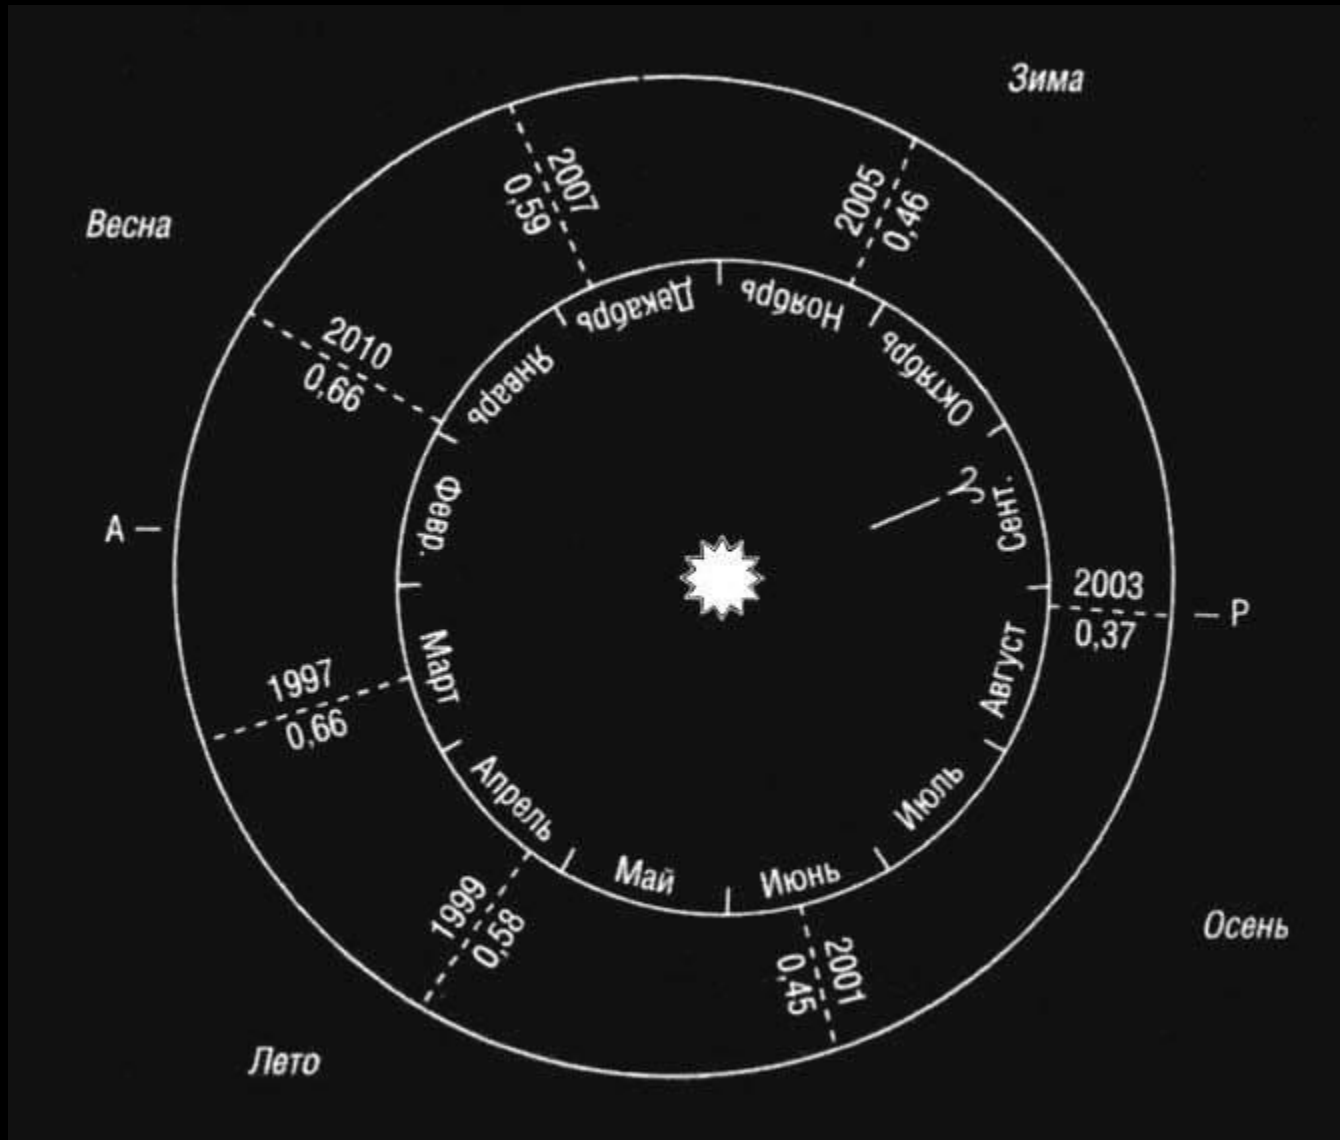 Зима
Весна
2007
0,59
2005
0,46
2010
0,66
Декабрь
Ноябрь
Январь
Октябрь
Февр.
Сент.
А
2003
0,37
Р
Март
Август
1997
0,66
Апрель
Июль
Май
Июнь
1999
0,58
2001
0,45
Осень
Лето